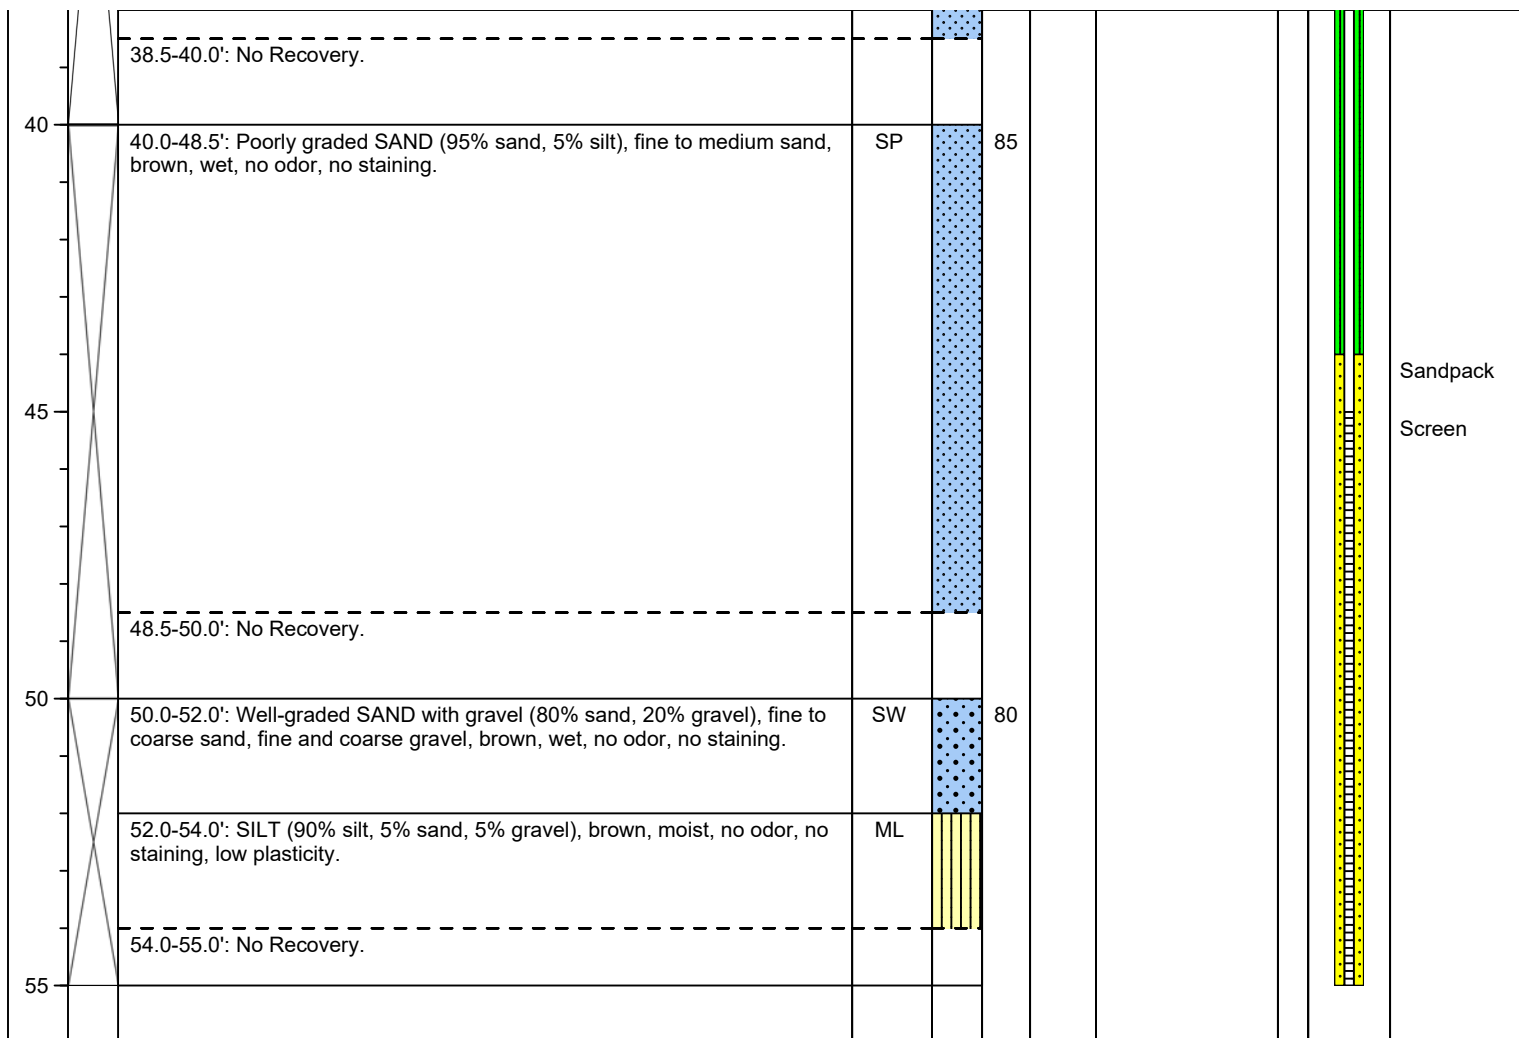 38.5-40.0': No Recovery.
40
40.0-48.5': Poorly graded SAND (95% sand, 5% silt), fine to medium sand, SP 85
brown, wet, no odor, no staining.
Sandpack
45
Screen
48.5-50.0': No Recovery.
50
50.0-52.0': Well-graded SAND with gravel (80% sand, 20% gravel), fine to SW 80
coarse sand, fine and coarse gravel, brown, wet, no odor, no staining.
52.0-54.0': SILT (90% silt, 5% sand, 5% gravel), brown, moist, no odor, no ML
staining, low plasticity.
54.0-55.0': No Recovery.
55